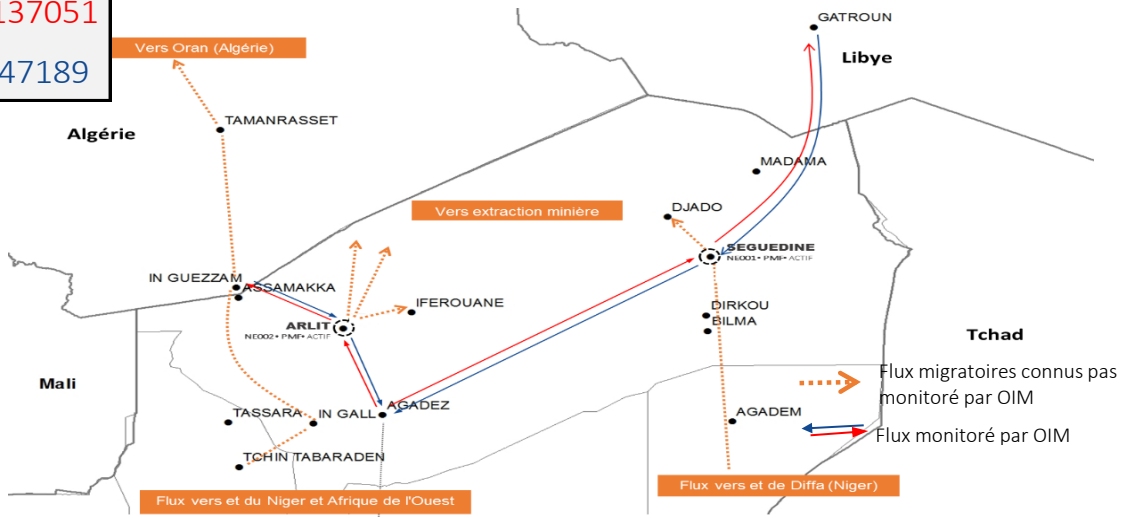 137051
47189
GATROUN
Libye
Vers Oran (Algérie)
TAMANRASSET
Algérie
MADAMA
Vers extraction minière
DJADO
SEGUEDINE
NE001• PMF• ACTIF
IN GUEZZAM
ASSAMAKKA
IFEROUANE
ARLIT
NE002• PMF• ACTIF
DIRKOU
BILMA
Tchad
Mali
Flux migratoires connus pas
monitoré par OIM
TASSARA
IN GALL
AGADEZ
AGADEM
Flux monitoré par OIM
TCHIN TABARADEN
Flux vers et du Niger et Afrique de l'Ouest
Flux vers et de Diffa (Niger)